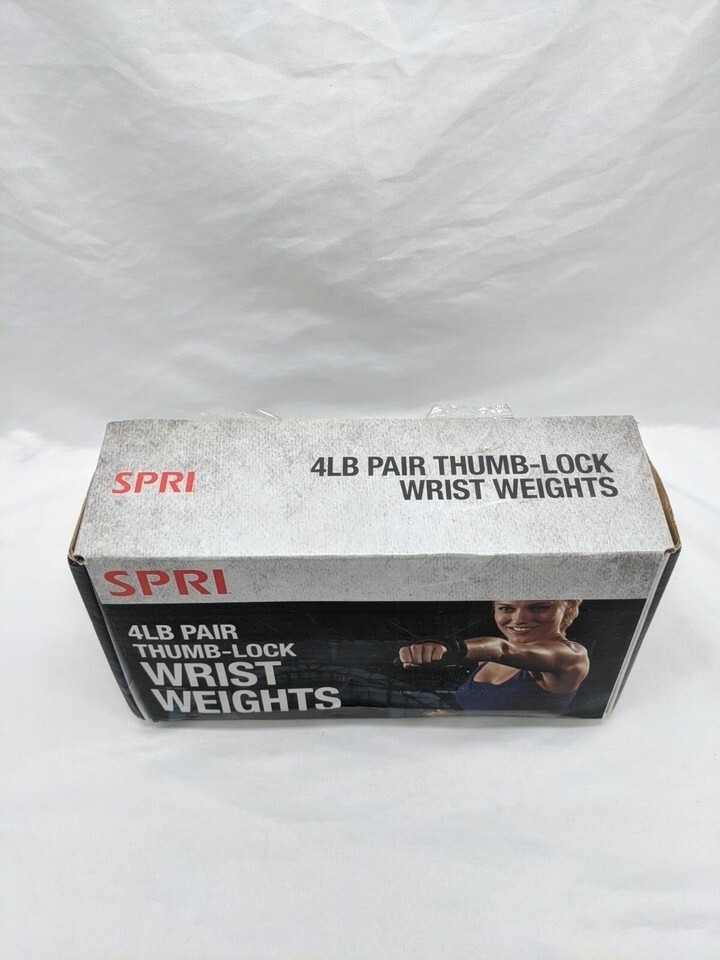 SPRI
4LB PAIR THUMB-LOCK
WRIST WEIGHTS
SPRI
4LB PAIR
THUMB-LOCK
WRIST
WEIGHTS